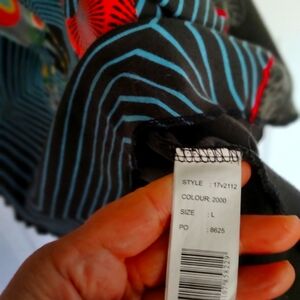 STYLE : 17v2112
COLOUR: 2000
SIZE : L
PO : 8625